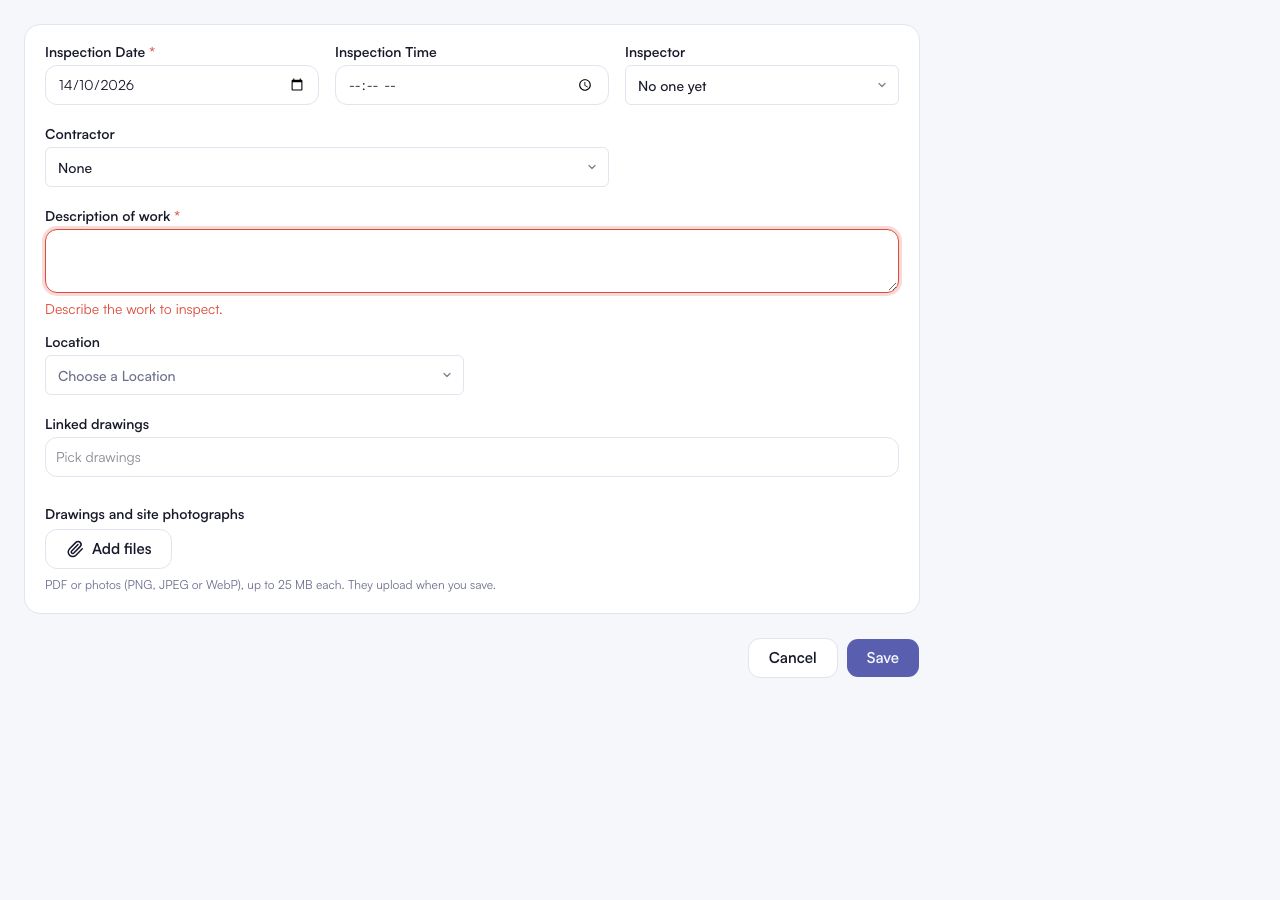 Inspection Date *
Inspection Time
Inspector
14/10/2026
--:-- --
No one yet
Contractor
None
Description of work *
Describe the work to inspect.
Location
Choose a Location
Linked drawings
Pick drawings
Drawings and site photographs
Add files
PDF or photos (PNG, JPEG or WebP), up to 25 MB each. They upload when you save.
Cancel
Save